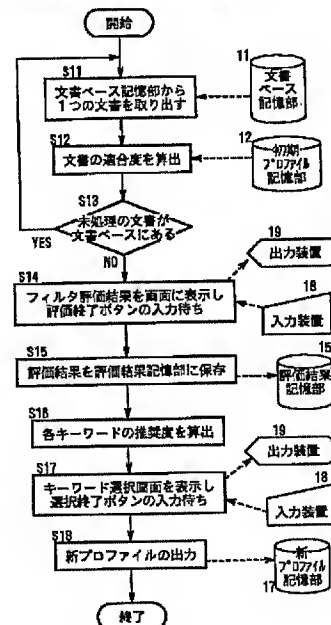 開始
S11
文書ベース記憶部から
1つの文書を取り出す
11
文書
ベース
記憶部
S12
文書の適合度を算出
12
初期
プロファイル
記憶部
S13
未処理の文書が
文書ベースにある
YES
NO
S14
フィルタ評価結果を画面に表示し
評価終了ボタンの入力待ち
19
出力装置
18
入力装置
S15
評価結果を評価結果記憶部に保存
15
評価結果
記憶部
S16
各キーワードの推奨度を算出
S17
キーワード選択画面を表示し
選択終了ボタンの入力待ち
19
出力装置
18
入力装置
S18
新プロファイルの出力
新
プロファイル
記憶部
17
終了